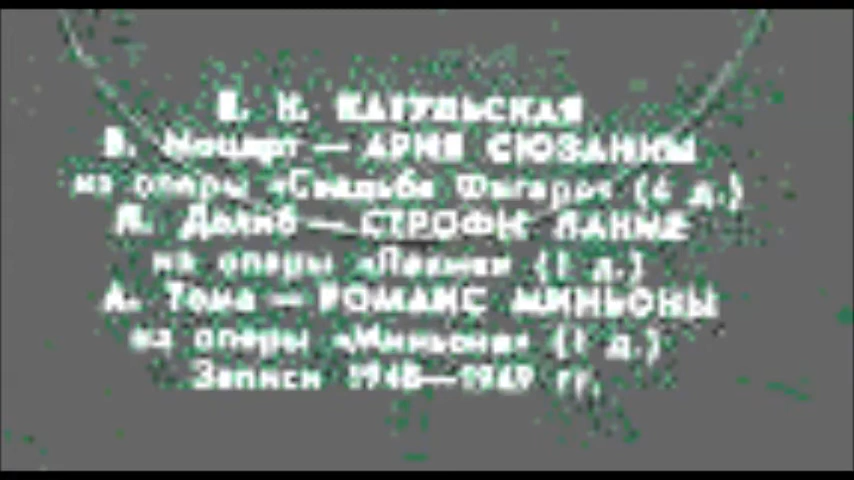 Е. К. КАТУЛЬСКАЯ
В. Моцарт — АРИЯ СЮЗАННЫ
из оперы «Свадьба Фигаро» (4 д.)
Л. Делиб — СТРОФЫ ЛАКМЕ
из оперы «Лакме» (1 д.)
А. Тома — РОМАНС МИНЬОНЫ
из оперы «Миньона» (1 д.)
Записи 1948—1949 гг.